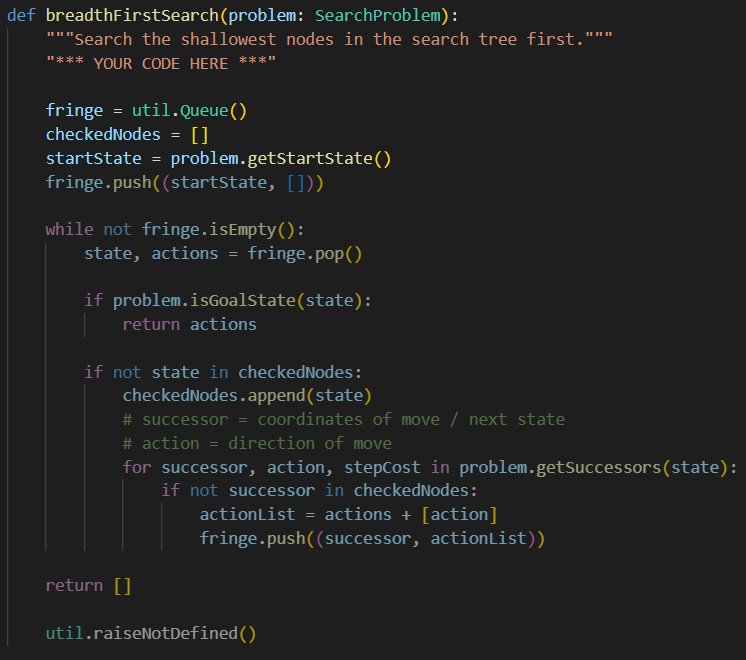 def breadthFirstSearch(problem: SearchProblem):
    """Search the shallowest nodes in the search tree first."""
    "*** YOUR CODE HERE ***"
    fringe = util.Queue()
    checkedNodes = []
    startState = problem.getStartState()
    fringe.push((startState, []))
    while not fringe.isEmpty():
        state, actions = fringe.pop()
        if problem.isGoalState(state):
            return actions
        if not state in checkedNodes:
            checkedNodes.append(state)
            # successor = coordinates of move / next state
            # action = direction of move
            for successor, action, stepCost in problem.getSuccessors(state):
                if not successor in checkedNodes:
                    actionList = actions + [action]
                    fringe.push((successor, actionList))
    return []
    util.raiseNotDefined()